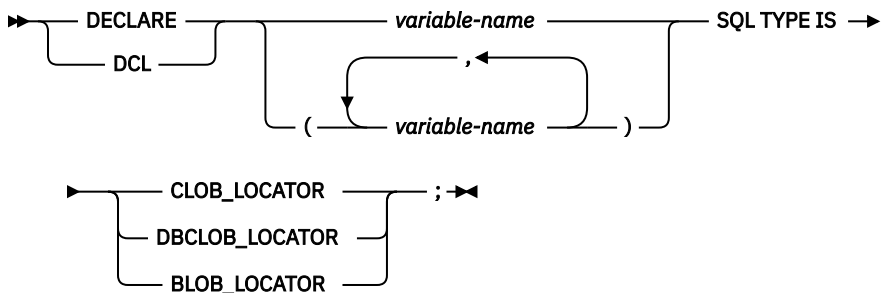 DECLARE variable-name SQL TYPE IS
DCL ,
( variable-name )
CLOB_LOCATOR ;
DBCLOB_LOCATOR
BLOB_LOCATOR